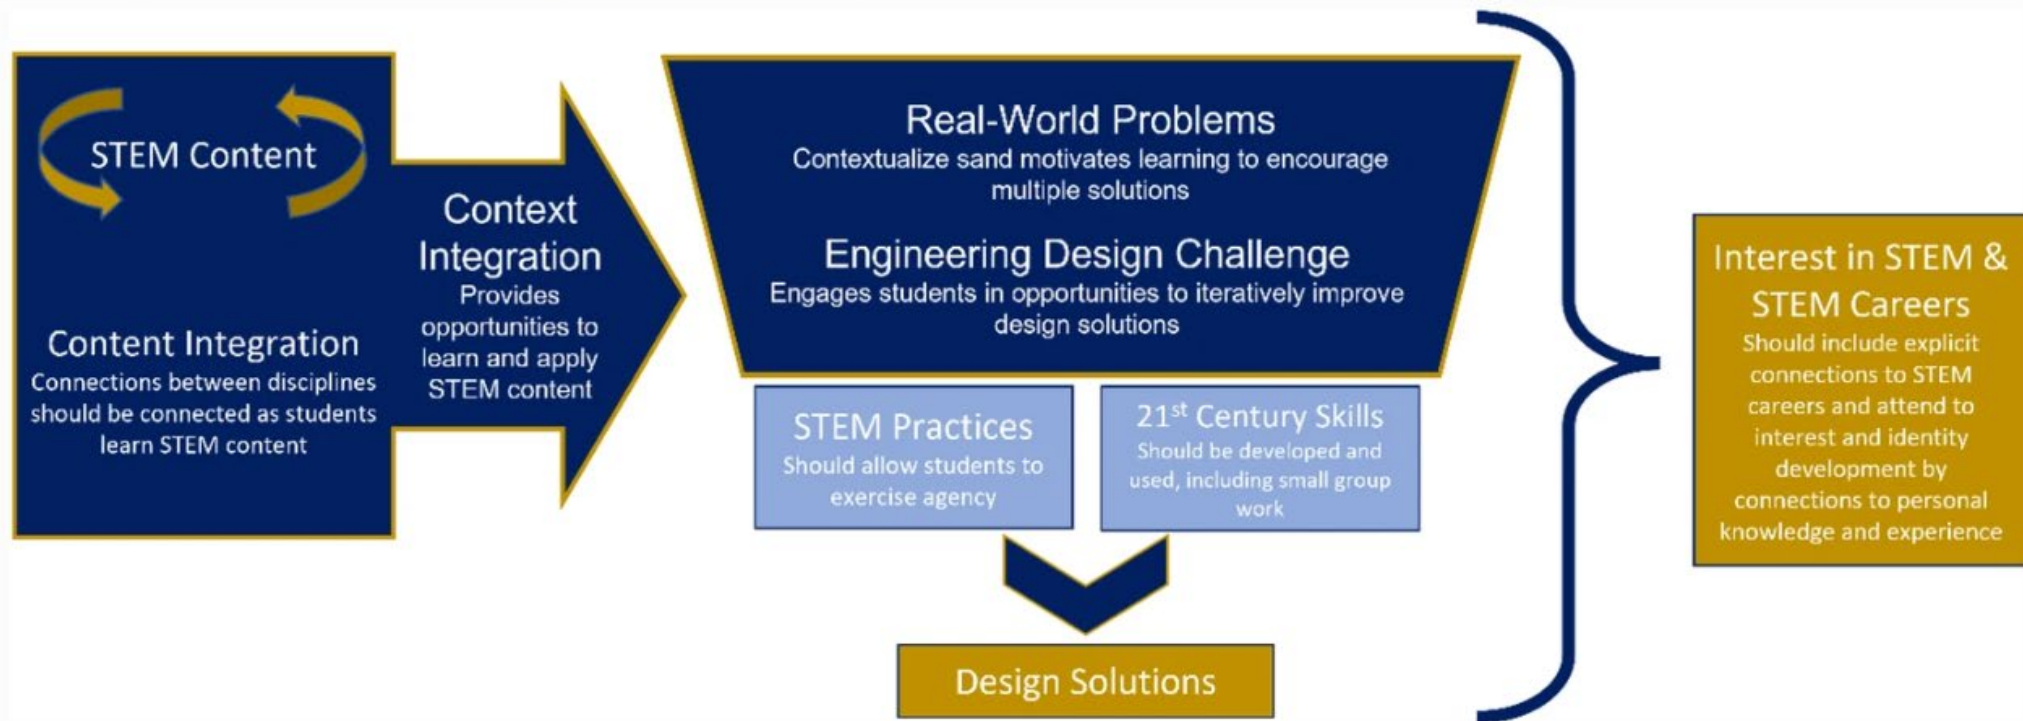 STEM Content
Content Integration
Connections between disciplines
should be connected as students
learn STEM content
Context
Integration
Provides
opportunities to
learn and apply
STEM content
Real-World Problems
Contextualize sand motivates learning to encourage
multiple solutions
Engineering Design Challenge
Engages students in opportunities to iteratively improve
design solutions
STEM Practices
Should allow students to
exercise agency
21st Century Skills
Should be developed and
used, including small group
work
Design Solutions
Interest in STEM &
STEM Careers
Should include explicit
connections to STEM
careers and attend to
interest and identity
development by
connections to personal
knowledge and experience